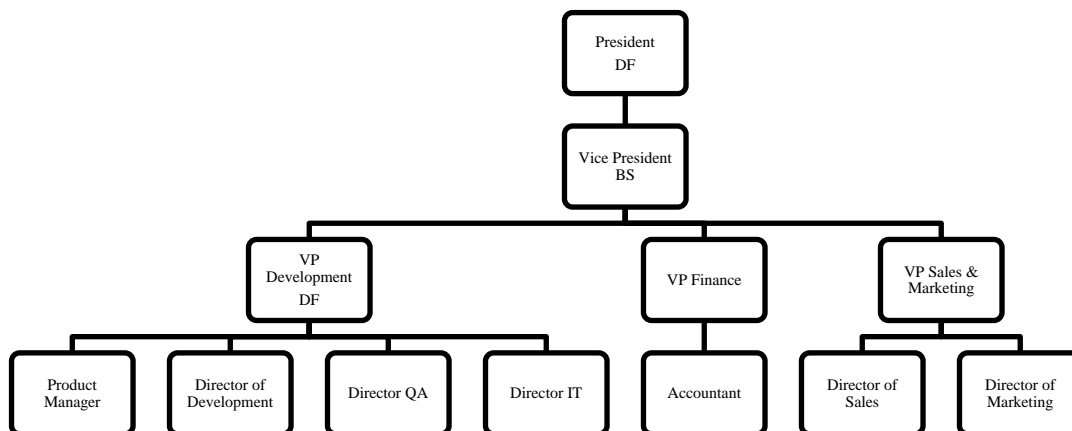 President
DF
Vice President
BS
VP
Development
DF
VP Finance
VP Sales &
Marketing
Product
Manager
Director of
Development
Director QA
Director IT
Accountant
Director of
Sales
Director of
Marketing